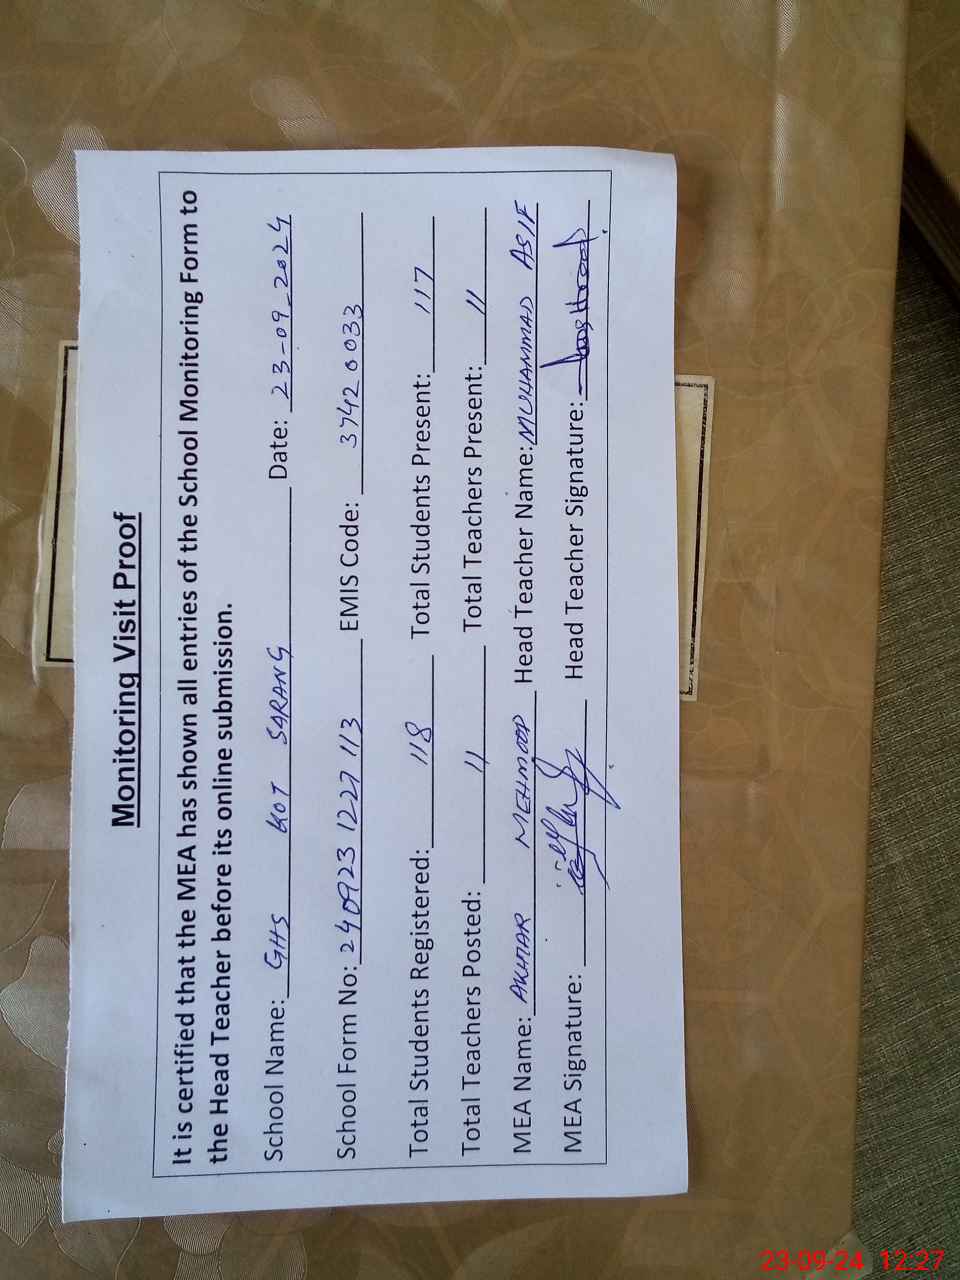 Monitoring Visit Proof
It is certified that the MEA has shown all entries of the School Monitoring Form to
the Head Teacher before its online submission.
School Name: GHS KOT SARANG Date: 23-09-2024
School Form No: 240923 1227 113 EMIS Code: 37420033
Total Students Registered: 118 Total Students Present: 117
Total Teachers Posted: 11 Total Teachers Present: 11
MEA Name: AKHTAR MEHMOOD Head Teacher Name: MUHAMMAD ASIF
MEA Signature: Head Teacher Signature:
23-09-24 12:27